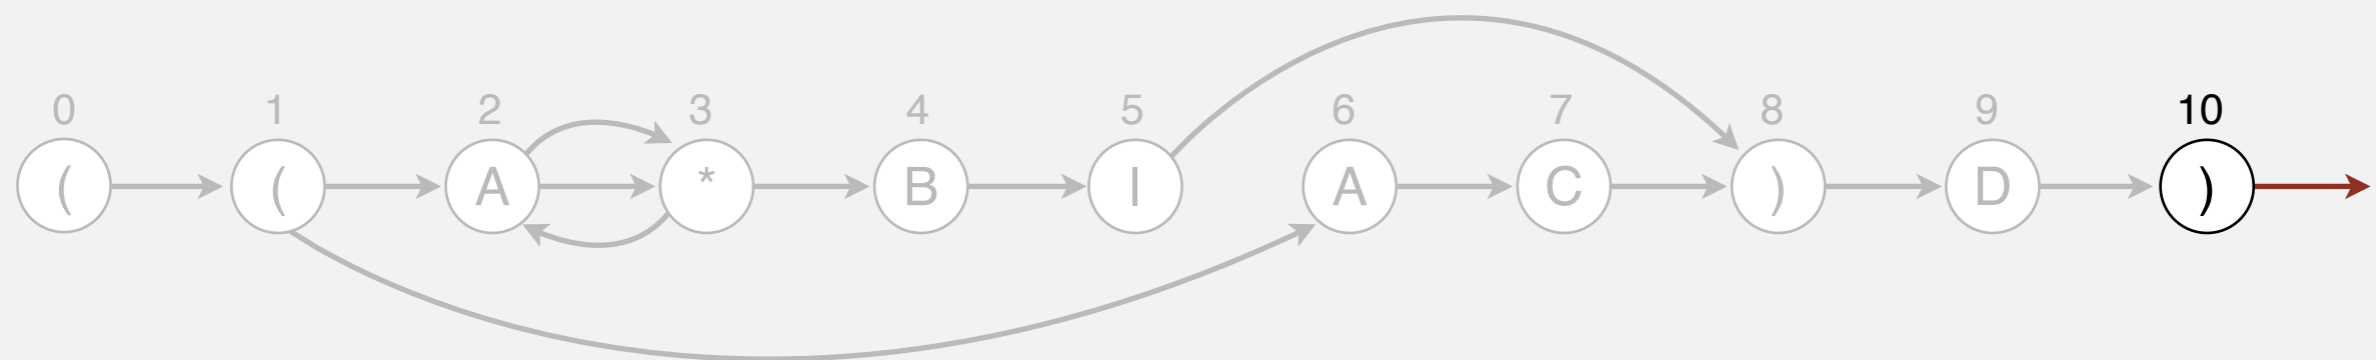 0 1 2 3 4 5 6 7 8 9 10
( ( A * B | A C ) D )